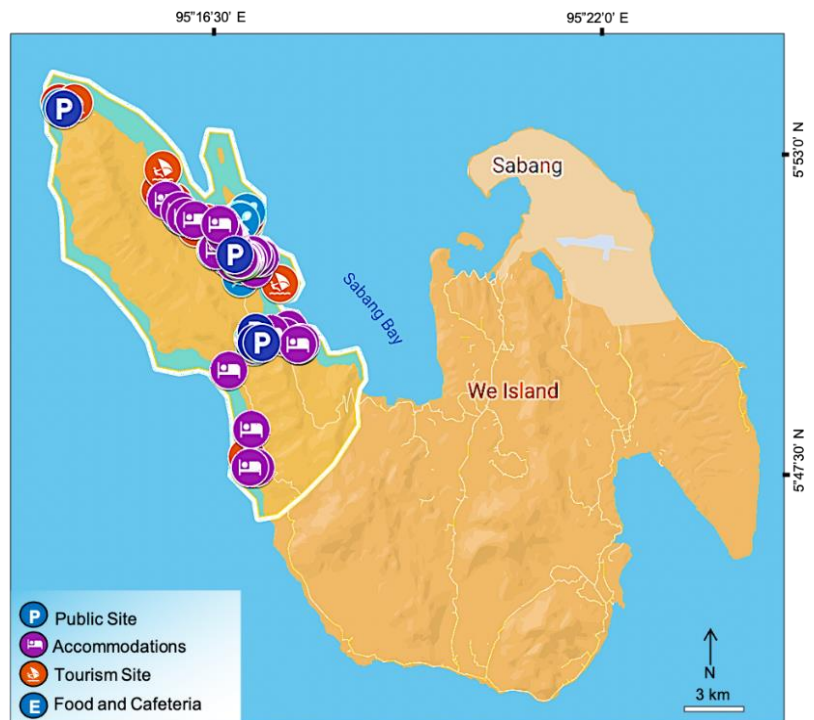 95"16'30' E
95"22'0' E
5"53'0' N
Sabang
Sabang Bay
We Island
5"47'30' N
P
P
P
P Public Site
Accommodations
Tourism Site
E Food and Cafeteria
N
3 km